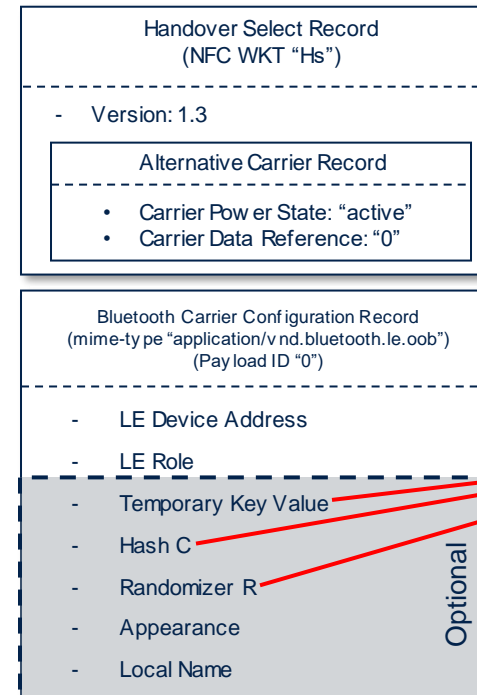 Handover Select Record
(NFC WKT “Hs”)
- Version: 1.3
Alternative Carrier Record
• Carrier Power State: “active”
• Carrier Data Reference: “0”
Bluetooth Carrier Configuration Record
(mime-type “application/vnd.bluetooth.le.oob”)
(Payload ID “0”)
- LE Device Address
- LE Role
- Temporary Key Value
- Hash C
- Randomizer R
- Appearance
- Local Name
Optional